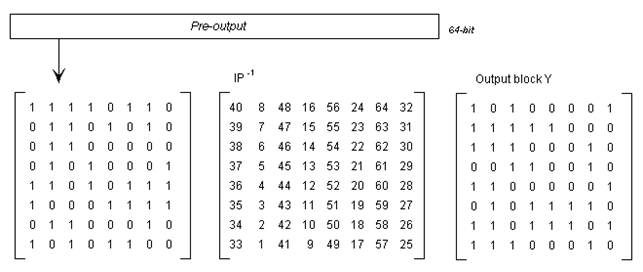 Pre-output
64-bit
IP -1
Output block Y
1 1 1 1 0 1 1 0 40 8 48 16 56 24 64 32 1 0 1 0 0 0 0 1
0 1 1 0 1 0 1 0 39 7 47 15 55 23 63 31 1 1 1 1 1 0 0 0
0 1 1 0 0 0 0 0 38 6 46 14 54 22 62 30 1 1 1 0 0 0 1 0
0 1 0 1 0 0 0 1 37 5 45 13 53 21 61 29 0 0 1 1 0 0 1 0
1 1 0 1 0 1 1 1 36 4 44 12 52 20 60 28 1 1 0 0 0 0 0 1
1 0 0 0 1 1 1 1 35 3 43 11 51 19 59 27 0 1 0 1 1 1 1 0
0 1 1 0 0 0 1 0 34 2 42 10 50 18 58 26 1 1 0 1 1 1 1 0
1 0 1 0 1 1 0 0 33 1 41 9 49 17 57 25 1 1 1 0 0 0 1 0